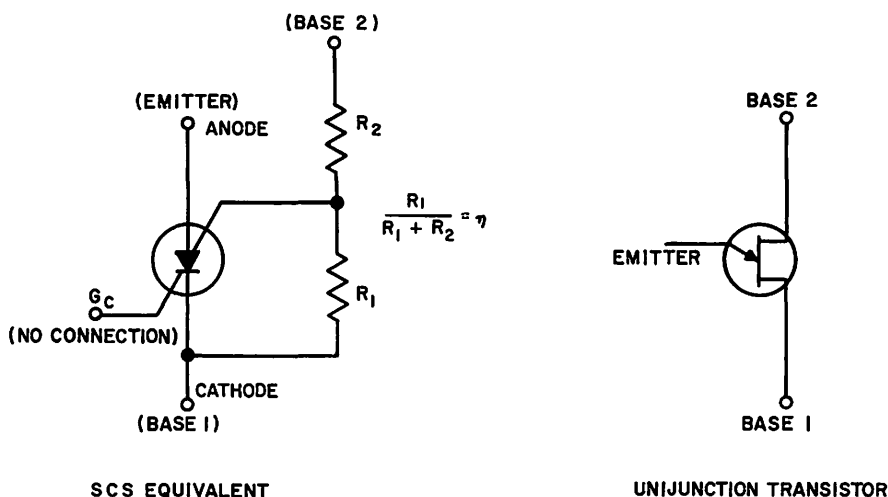 (BASE 2)
(EMITTER)
ANODE
R2
R1
R1 + R2
= η
R1
GC
(NO CONNECTION)
CATHODE
(BASE 1)
SCS EQUIVALENT
BASE 2
EMITTER
BASE 1
UNIJUNCTION TRANSISTOR